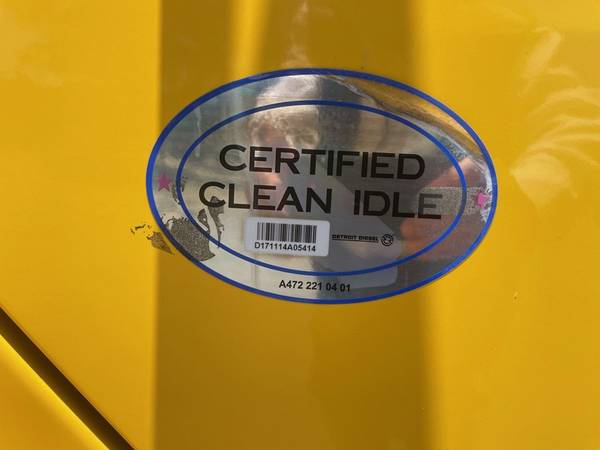 CERTIFIED
CLEAN IDLE
D171114A05414
DETROIT DIESEL
A472 221 04 01